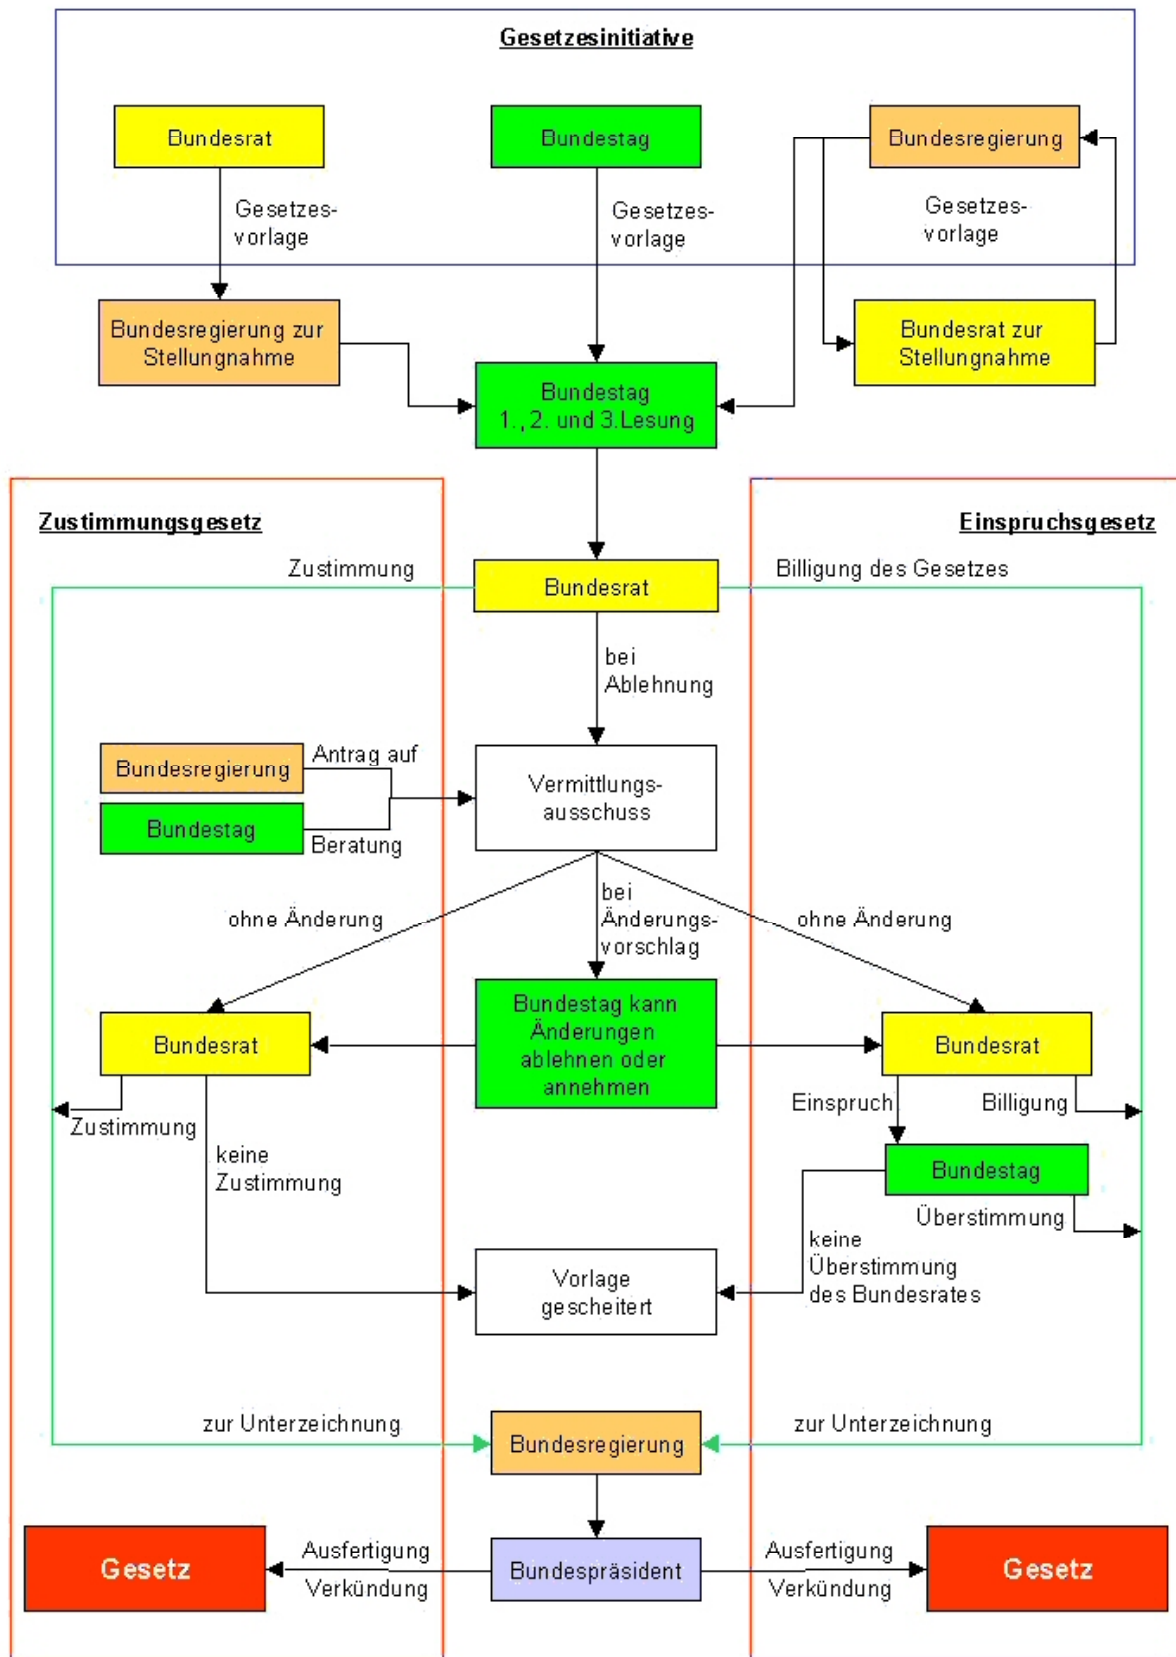 Gesetzesinitiative
Bundesrat
Bundestag
Bundesregierung
Gesetzes-
vorlage
Gesetzes-
vorlage
Gesetzes-
vorlage
Bundesregierung zur
Stellungnahme
Bundesrat zur
Stellungnahme
Bundestag
1., 2. und 3.Lesung
Zustimmungsgesetz
Einspruchsgesetz
Zustimmung
Bundesrat
Billigung des Gesetzes
bei
Ablehnung
Bundesregierung
Antrag auf
Bundestag
Beratung
Vermittlungs-
ausschuss
ohne Änderung
bei
Änderungs-
vorschlag
ohne Änderung
Bundesrat
Bundestag kann
Änderungen
ablehnen oder
annehmen
Bundesrat
Zustimmung
keine
Zustimmung
Einspruch
Billigung
Bundestag
Überstimmung
keine
Überstimmung
des Bundesrates
Vorlage
gescheitert
zur Unterzeichnung
Bundesregierung
zur Unterzeichnung
Gesetz
Ausfertigung
Verkündung
Bundespräsident
Ausfertigung
Verkündung
Gesetz